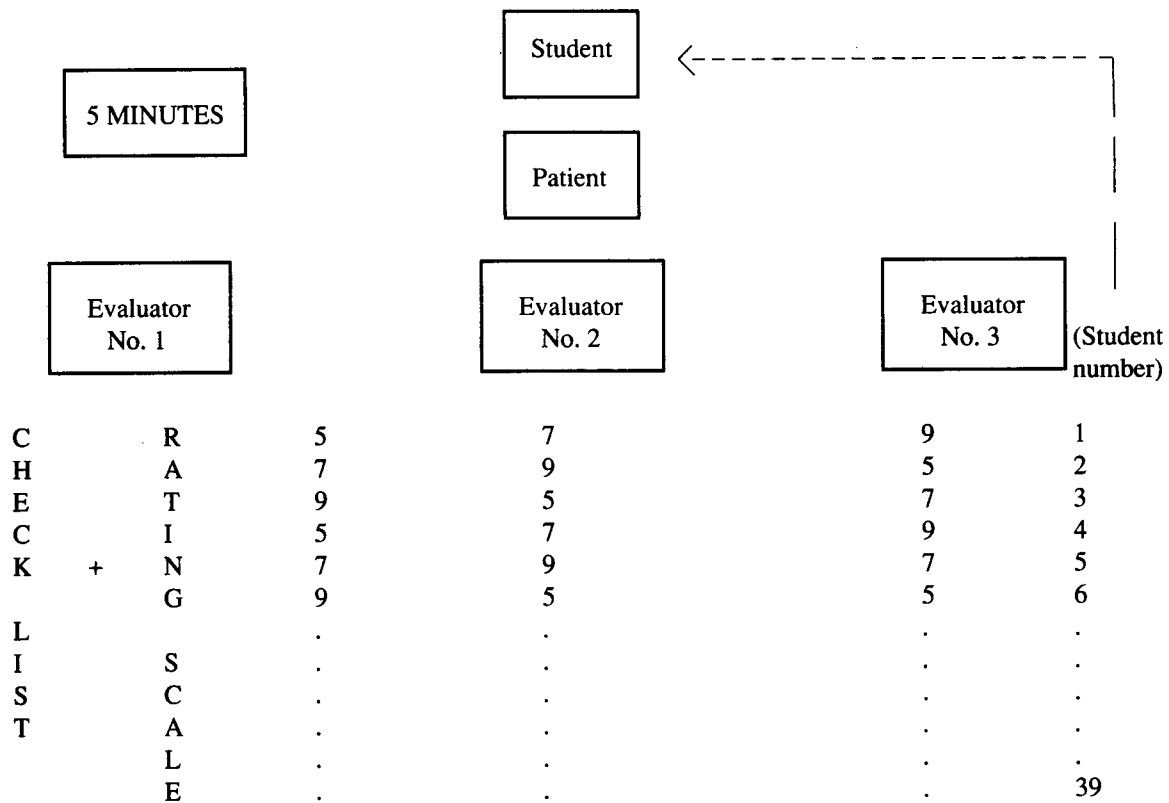 Student
5 MINUTES
Patient
Evaluator
No. 1
Evaluator
No. 2
Evaluator
No. 3
(Student
number)
C R 5 7 9 1
H A 7 9 5 2
E T 9 5 7 3
C I 5 7 9 4
K + N 7 9 7 5
G 9 5 5 6
L . . . .
I S . . . .
S C . . . .
T A . . . .
L . . . .
E . . . 39